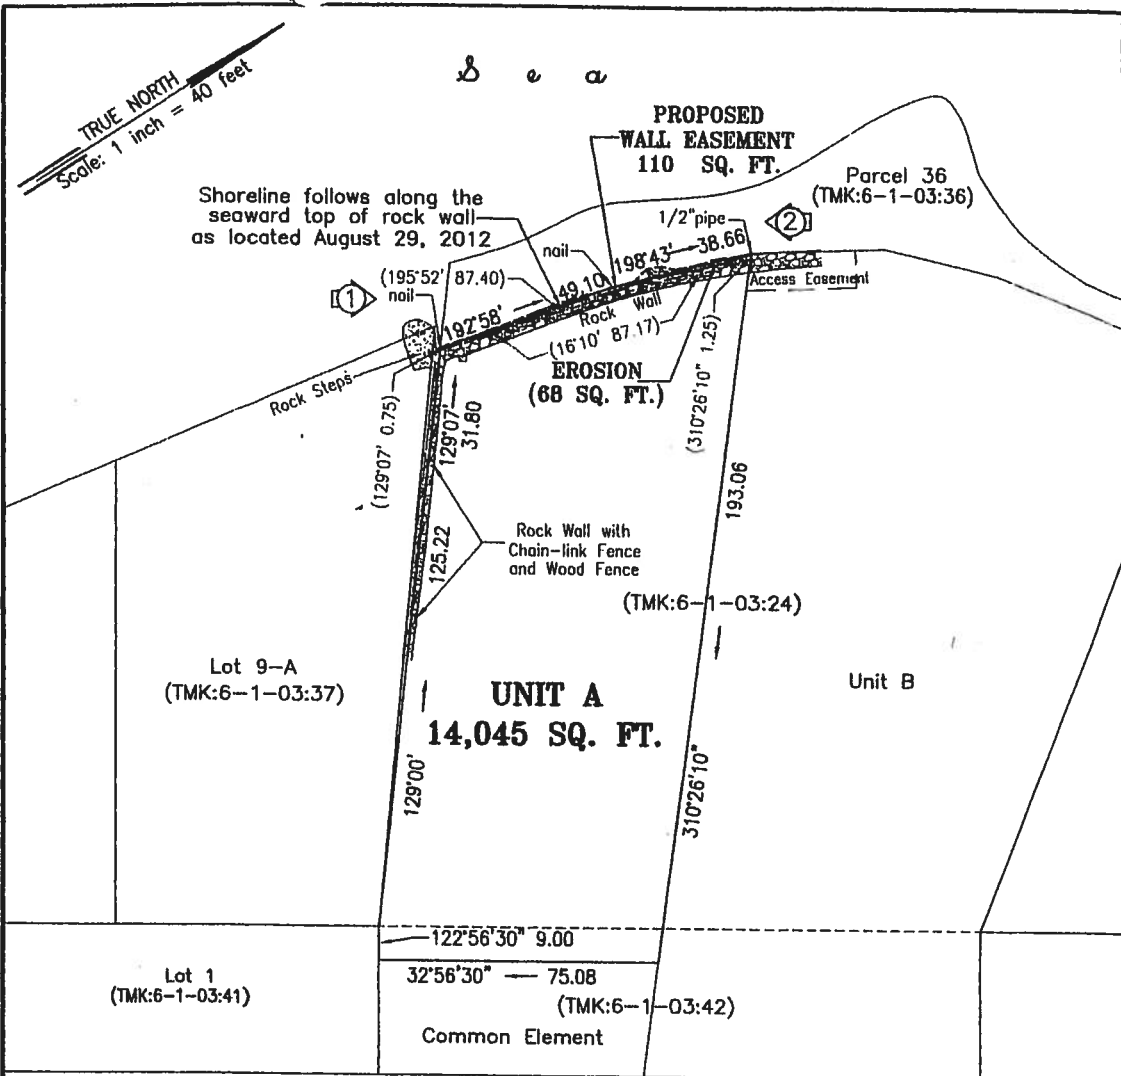 S e a
TRUE NORTH
Scale: 1 inch = 40 feet
PROPOSED
WALL EASEMENT
110 SQ. FT.
Parcel 36
(TMK:6-1-03:36)
Shoreline follows along the
seaward top of rock wall
as located August 29, 2012
1/2"pipe
2
nail
198°43' 38.66
(195°52' 87.40)
nail
1
49.10
192°58'
Access Easement
Rock Wall
(16°10' 87.17)
EROSION
(68 SQ. FT.)
(310°26'10" 1.25)
Rock Steps
(129°07' 0.75)
129°07'
31.80
193.06
125.22
Rock Wall with
Chain-link Fence
and Wood Fence
(TMK:6-1-03:24)
Lot 9-A
(TMK:6-1-03:37)
UNIT A
14,045 SQ. FT.
Unit B
129°00'
310°26'10"
122°56'30" 9.00
32°56'30" 75.08
Lot 1
(TMK:6-1-03:41)
(TMK:6-1-03:42)
Common Element